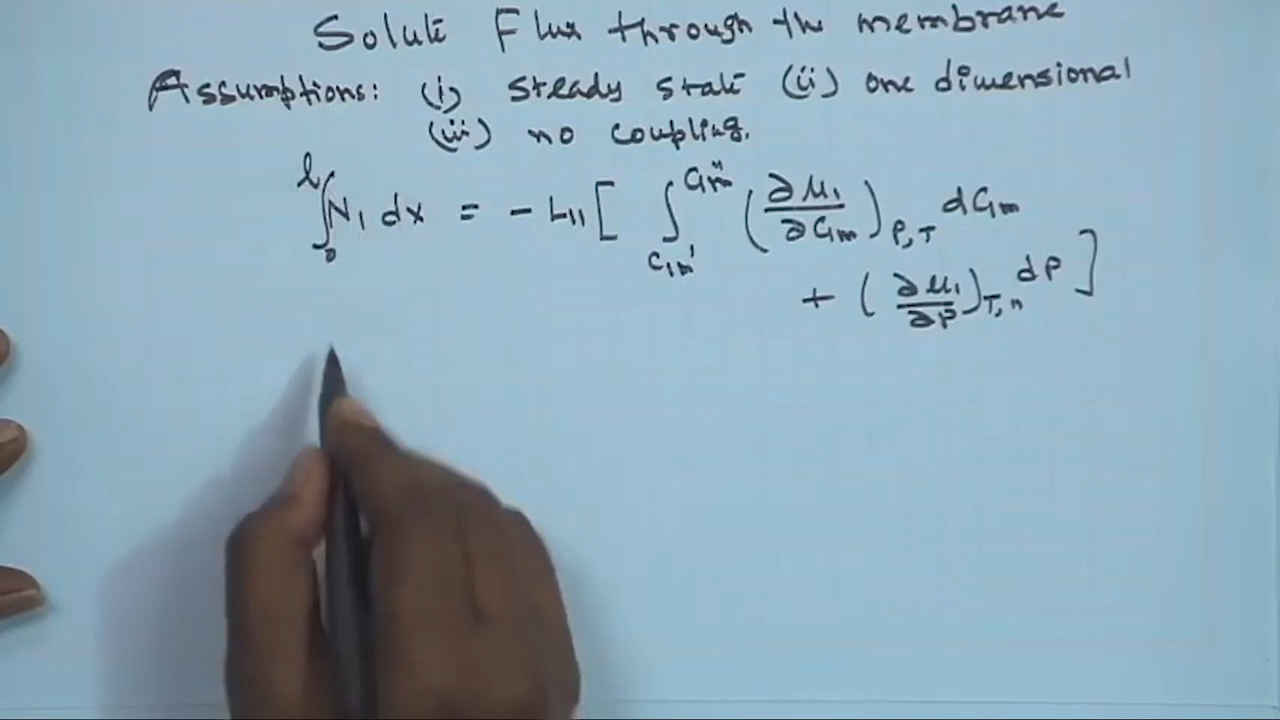 Solute Flux through the membrane
Assumptions: (i) steady state (ii) one dimensional
(iii) no coupling.
∫₀ˡ N₁ dx = - L₁₁ [ ∫_{C₁ₘ'}^{C₁ₘ''} (∂μ₁/∂C₁ₘ)_{P,T} dC₁ₘ
+ (∂μ₁/∂P)_{T,n} dP ]